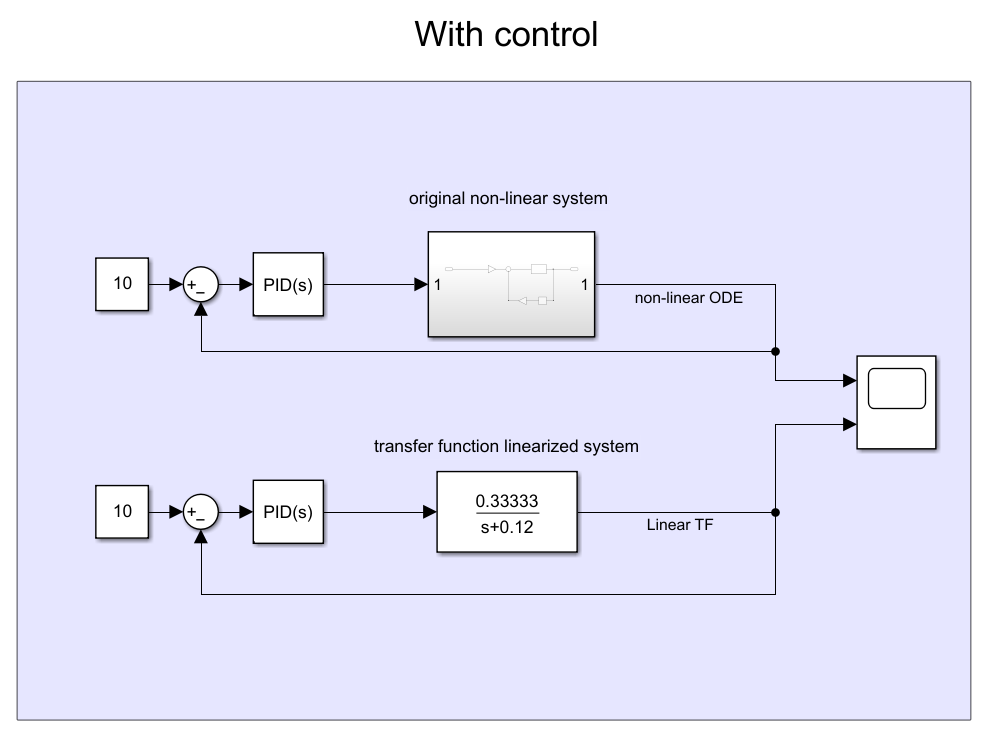 With control
original non-linear system
10
+
_
PID(s)
1
1
non-linear ODE
transfer function linearized system
10
+
_
PID(s)
0.33333
s+0.12
Linear TF